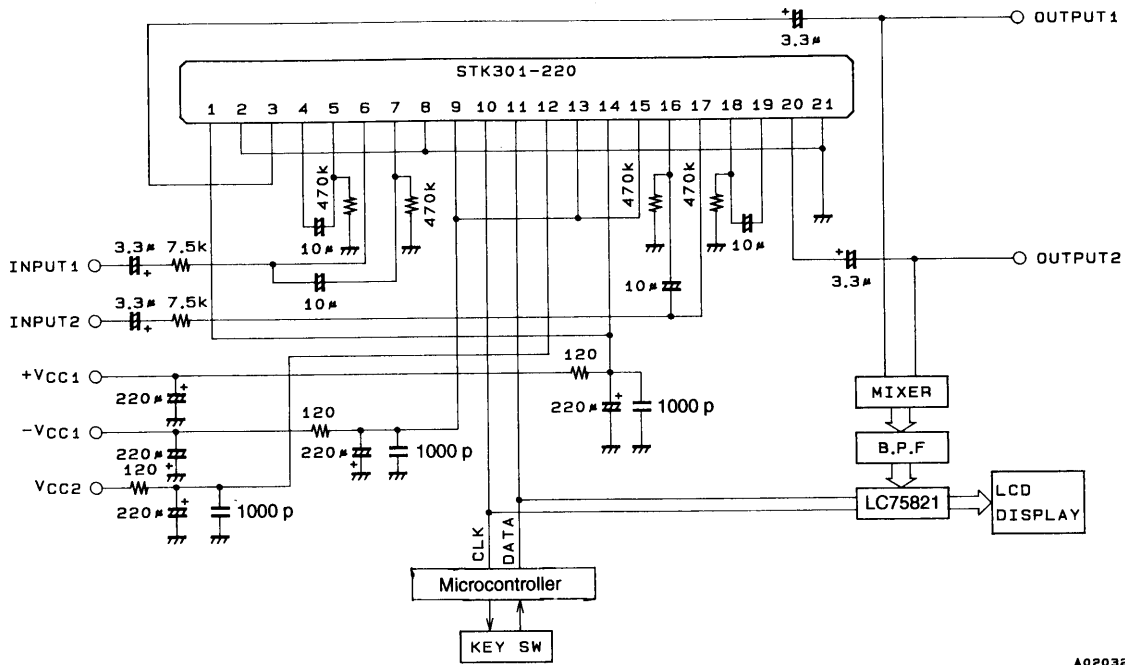 OUTPUT1
+
3.3μ
STK301-220
1 2 3 4 5 6 7 8 9 10 11 12 13 14 15 16 17 18 19 20 21
470k
470k
470k
470k
10μ
10μ
3.3μ 7.5k
INPUT1
+
10μ
10μ
+
3.3μ
OUTPUT2
3.3μ 7.5k
INPUT2
+
+VCC1
120
220μ
+
220μ
+
1000 p
-VCC1
120
220μ
+
220μ
+
1000 p
VCC2
120
220μ
+
1000 p
MIXER
B.P.F
LC75821
LCD
DISPLAY
CLK
DATA
Microcontroller
KEY SW
A02032